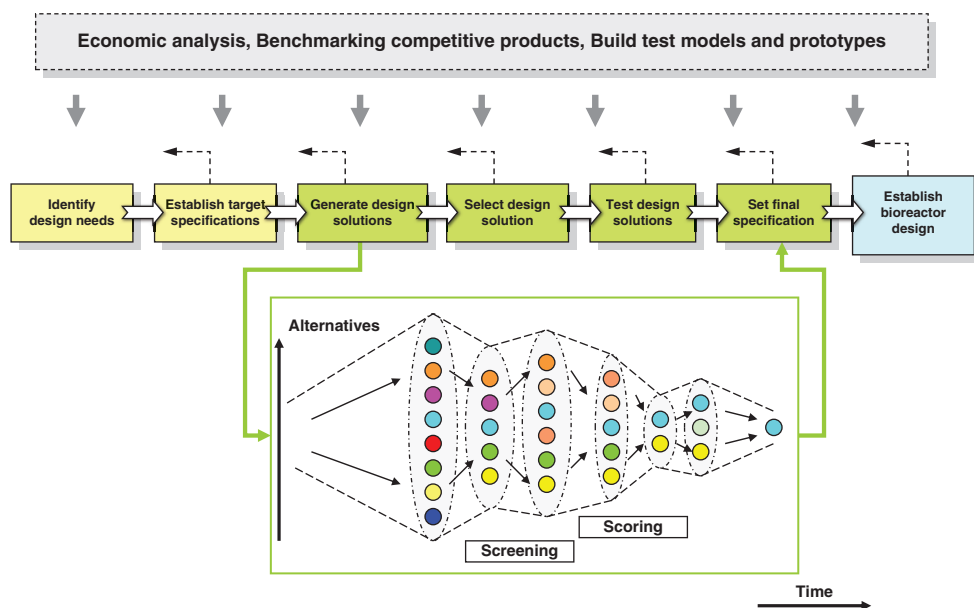 Economic analysis, Benchmarking competitive products, Build test models and prototypes
Identify
design needs
Establish target
specifications
Generate design
solutions
Select design
solution
Test design
solutions
Set final
specification
Establish
bioreactor
design
Alternatives
Scoring
Screening
Time